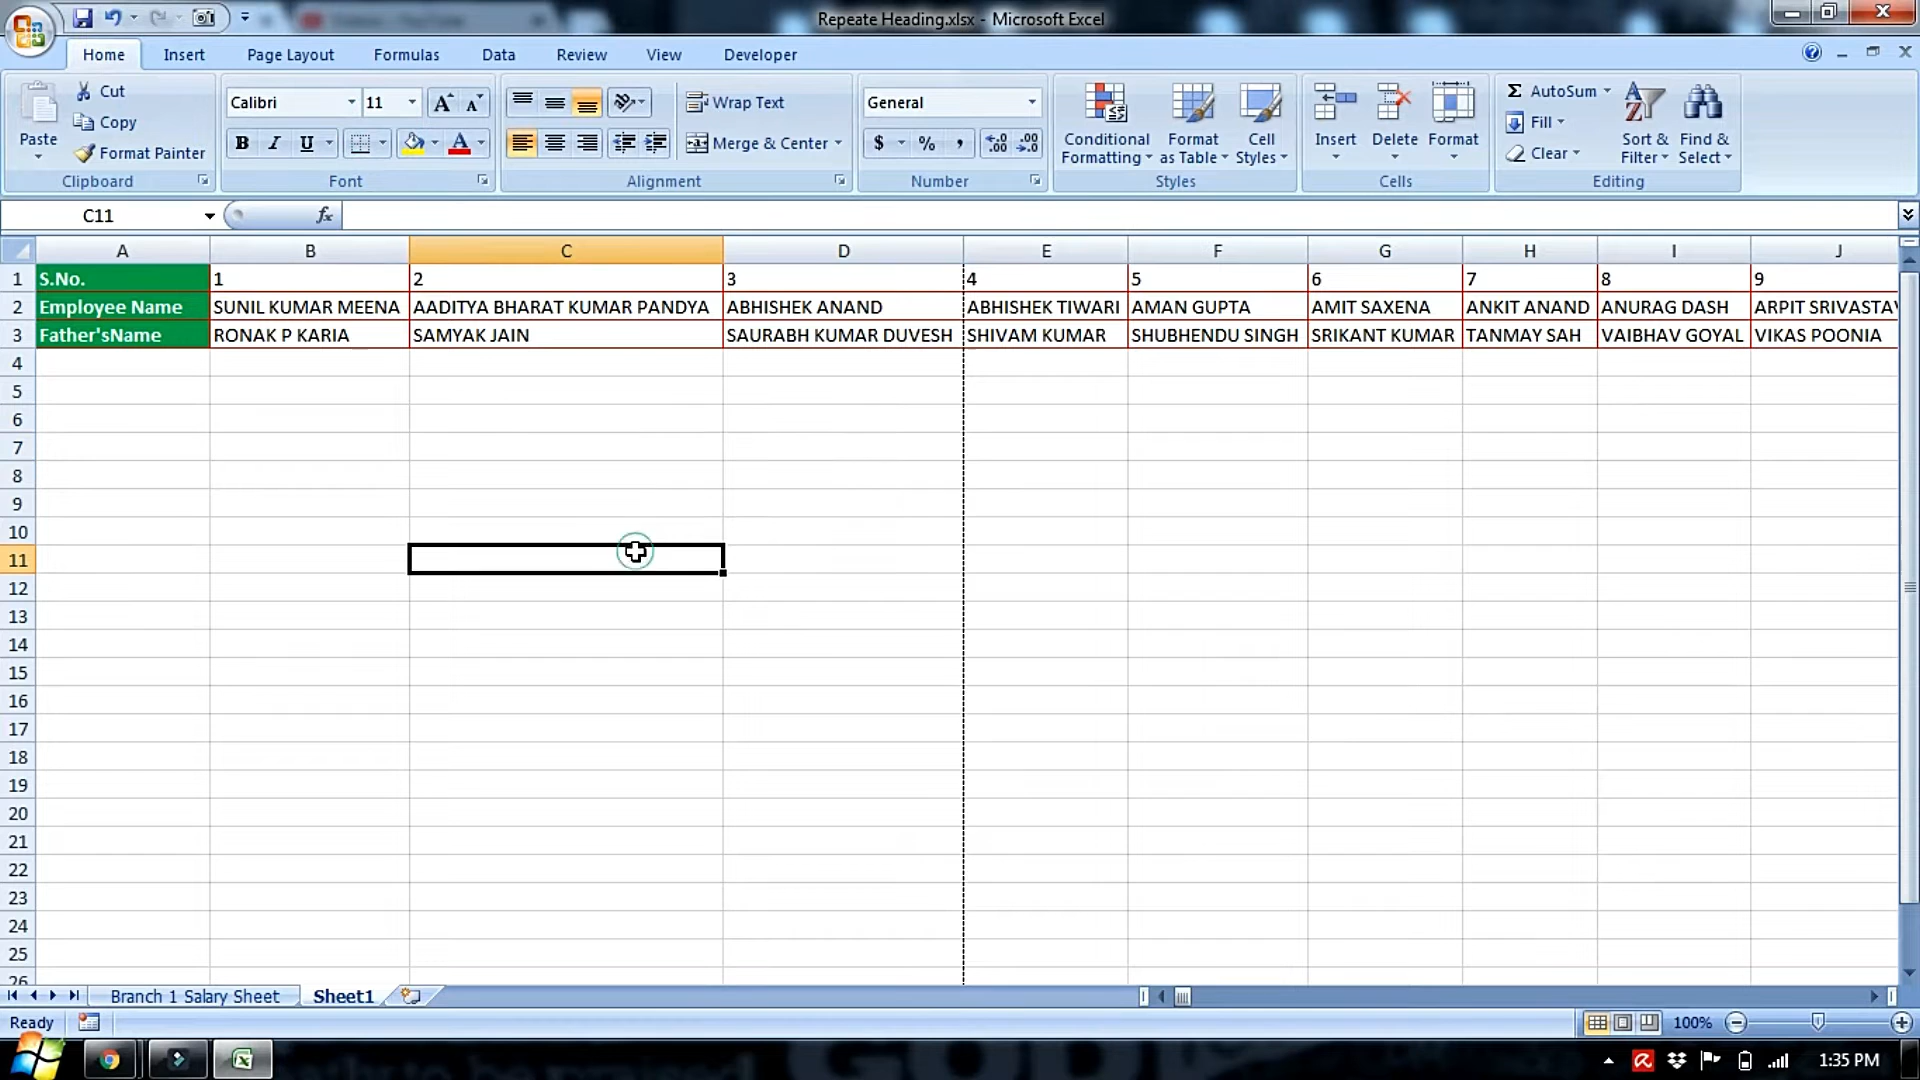 Repeate Heading.xlsx - Microsoft Excel
Home Insert Page Layout Formulas Data Review View Developer
Paste
Cut
Copy
Format Painter
Clipboard
Calibri 11
B I U
Font
Wrap Text
Merge & Center
Alignment
General
$ % ,
Number
Conditional Formatting
Format as Table
Cell Styles
Styles
Insert Delete Format
Cells
AutoSum
Fill
Clear
Sort & Filter
Find & Select
Editing
C11 fx
A B C D E F G H I J
1 S.No. 1 2 3 4 5 6 7 8 9
2 Employee Name SUNIL KUMAR MEENA AADITYA BHARAT KUMAR PANDYA ABHISHEK ANAND ABHISHEK TIWARI AMAN GUPTA AMIT SAXENA ANKIT ANAND ANURAG DASH ARPIT SRIVASTAV
3 Father'sName RONAK P KARIA SAMYAK JAIN SAURABH KUMAR DUVESH SHIVAM KUMAR SHUBHENDU SINGH SRIKANT KUMAR TANMAY SAH VAIBHAV GOYAL VIKAS POONIA
4
5
6
7
8
9
10
11
12
13
14
15
16
17
18
19
20
21
22
23
24
25
26
Branch 1 Salary Sheet Sheet1
Ready 100%
1:35 PM